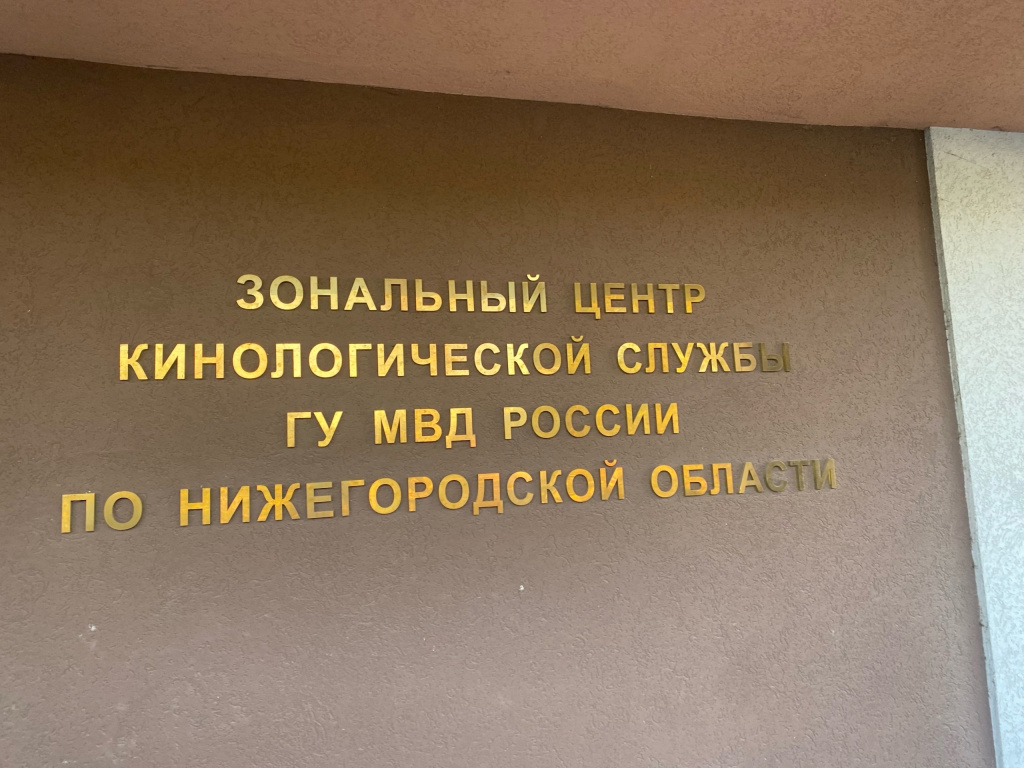 ЗОНАЛЬНЫЙ ЦЕНТР
КИНОЛОГИЧЕСКОЙ СЛУЖБЫ
ГУ МВД РОССИИ
ПО НИЖЕГОРОДСКОЙ ОБЛАСТИ